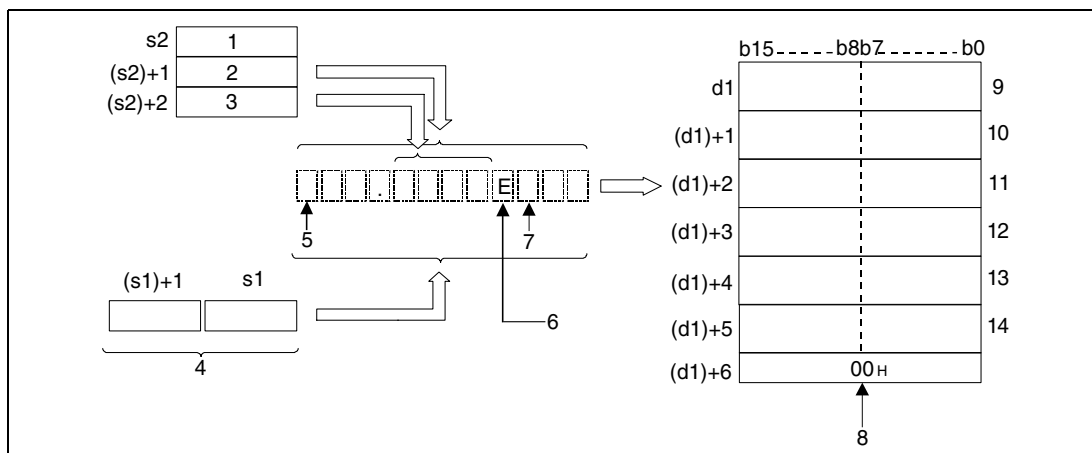 s2 1
(s2)+1 2
(s2)+2 3
. E
5 7
6
(s1)+1 s1
4
b15 b8b7 b0
d1 9
(d1)+1 10
(d1)+2 11
(d1)+3 12
(d1)+4 13
(d1)+5 14
(d1)+6 00H
8